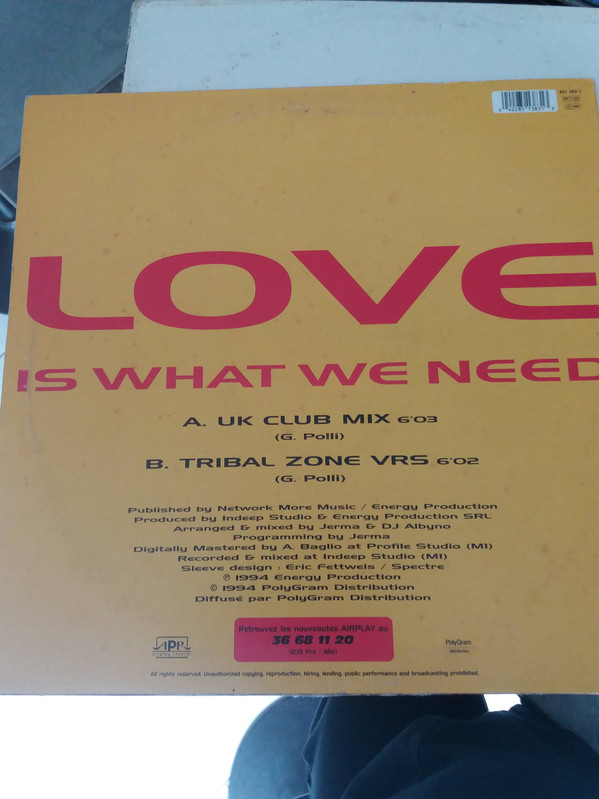 LOVE
IS WHAT WE NEED
A. UK CLUB MIX 6'03
(G. Polli)
B. TRIBAL ZONE VRS 6'02
(G. Polli)
Published by Network More Music / Energy Production
Produced by Indeep Studio & Energy Production SRL
Arranged & mixed by Jerma & DJ Albyno
Programming by Jerma
Digitally Mastered by A. Baglio at Profile Studio (MI)
Recorded & mixed at Indeep Studio (MI)
Sleeve design : Eric Fettweis / Spectre
℗ 1994 Energy Production
© 1994 PolyGram Distribution
Diffusé par PolyGram Distribution
Retrouvez les nouveautés AIRPLAY au
36 68 11 20
APR
PolyGram
distribution
All rights reserved. Unauthorized copying, reproduction, hiring, lending, public performance and broadcasting prohibited.